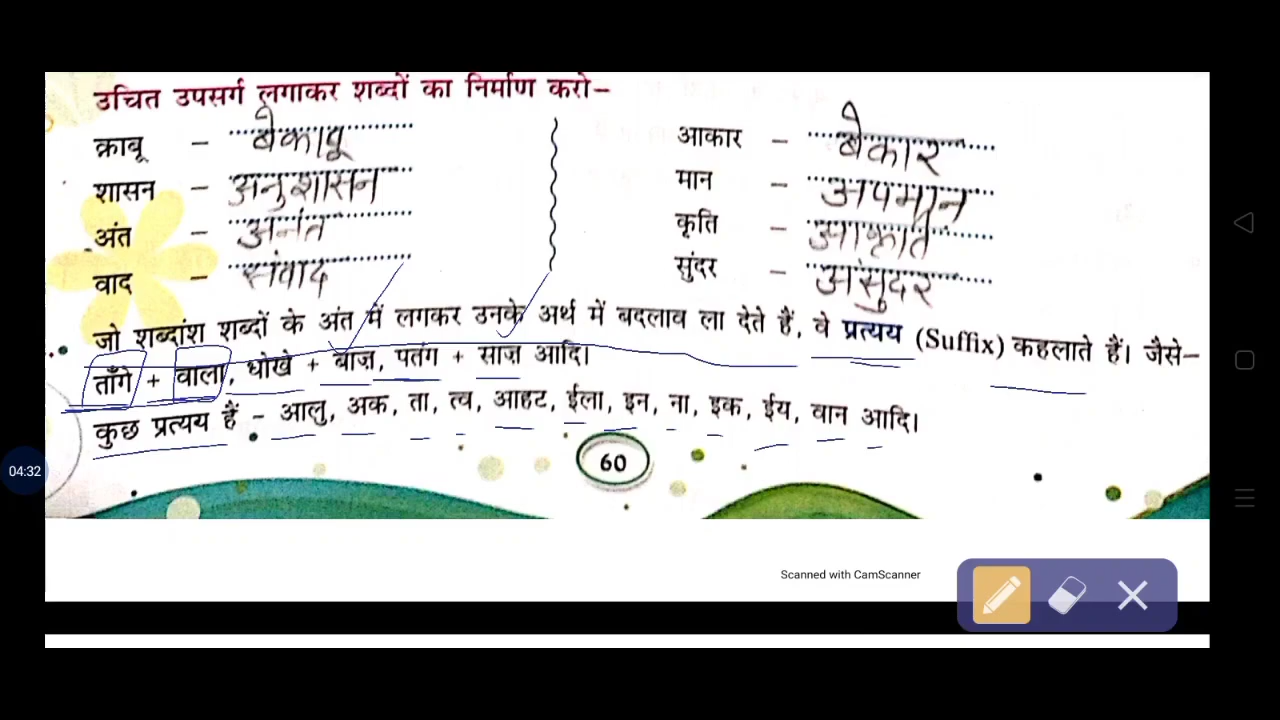 उचित उपसर्ग लगाकर शब्दों का निर्माण करो–
क़ाबू – बेकाबू
आकार – बेकार
शासन – अनुशासन
मान – अपमान
अंत – अनंत
कृति – आकृति
वाद – संवाद
सुंदर – असुंदर
जो शब्दांश शब्दों के अंत में लगकर उनके अर्थ में बदलाव ला देते हैं, वे प्रत्यय (Suffix) कहलाते हैं। जैसे–
ताँगे + वाला, धोखे + बाज़, पतंग + साज़ आदि।
कुछ प्रत्यय हैं – आलु, अक, ता, त्व, आहट, ईला, इन, ना, इक, ईय, वान आदि।
60
04:32
Scanned with CamScanner